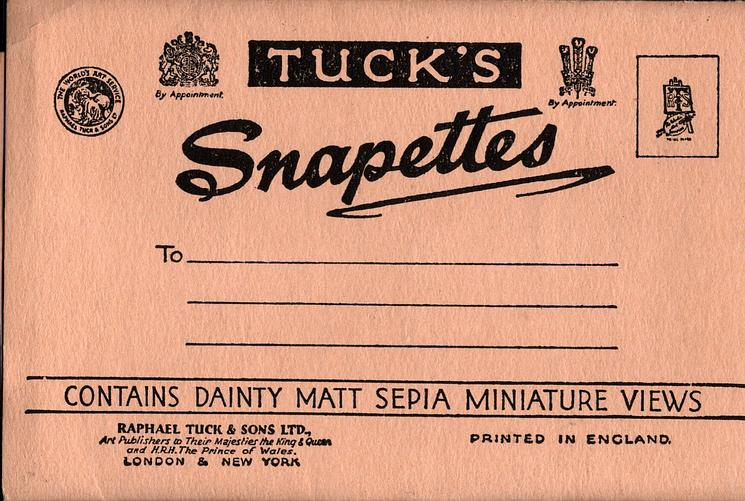 TUCK'S
THE WORLD'S ART SERVICE
RAPHAEL TUCK & SONS LTD
By Appointment.
By Appointment.
Snapettes
To
CONTAINS DAINTY MATT SEPIA MINIATURE VIEWS
RAPHAEL TUCK & SONS LTD.,
Art Publishers to Their Majesties the King & Queen
and H.R.H. The Prince of Wales.
LONDON & NEW YORK
PRINTED IN ENGLAND.